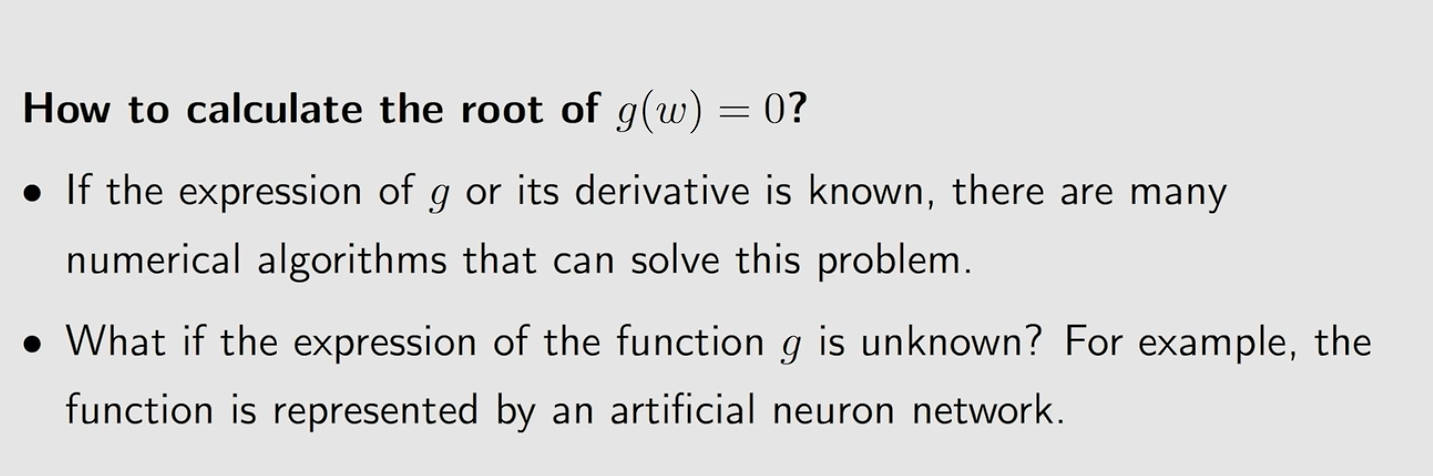 How to calculate the root of g(w) = 0?
• If the expression of g or its derivative is known, there are many
numerical algorithms that can solve this problem.
• What if the expression of the function g is unknown? For example, the
function is represented by an artificial neuron network.